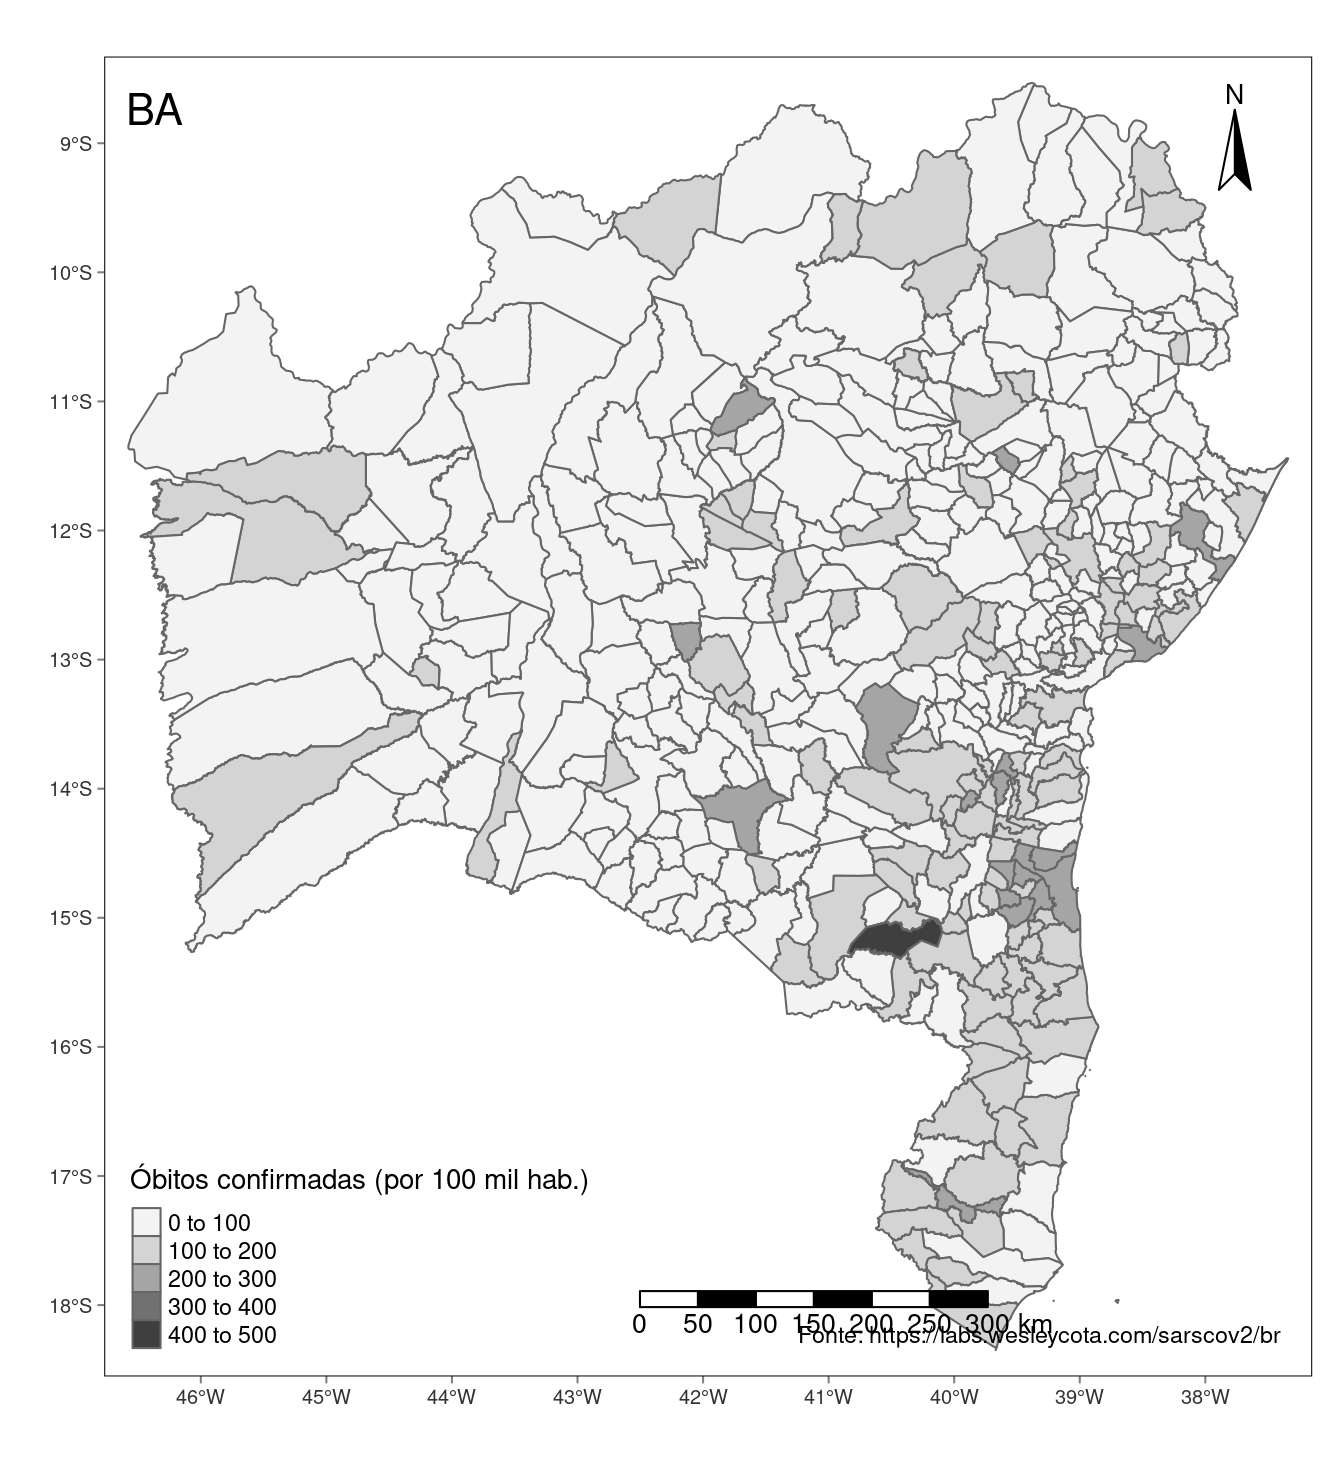 BA
N
9°S
10°S
11°S
12°S
13°S
14°S
15°S
16°S
17°S
18°S
Óbitos confirmadas (por 100 mil hab.)
0 to 100
100 to 200
200 to 300
300 to 400
400 to 500
0 50 100 150 200 250 300 km
Fonte: https://labs.wesleycota.com/sarscov2/br
46°W 45°W 44°W 43°W 42°W 41°W 40°W 39°W 38°W